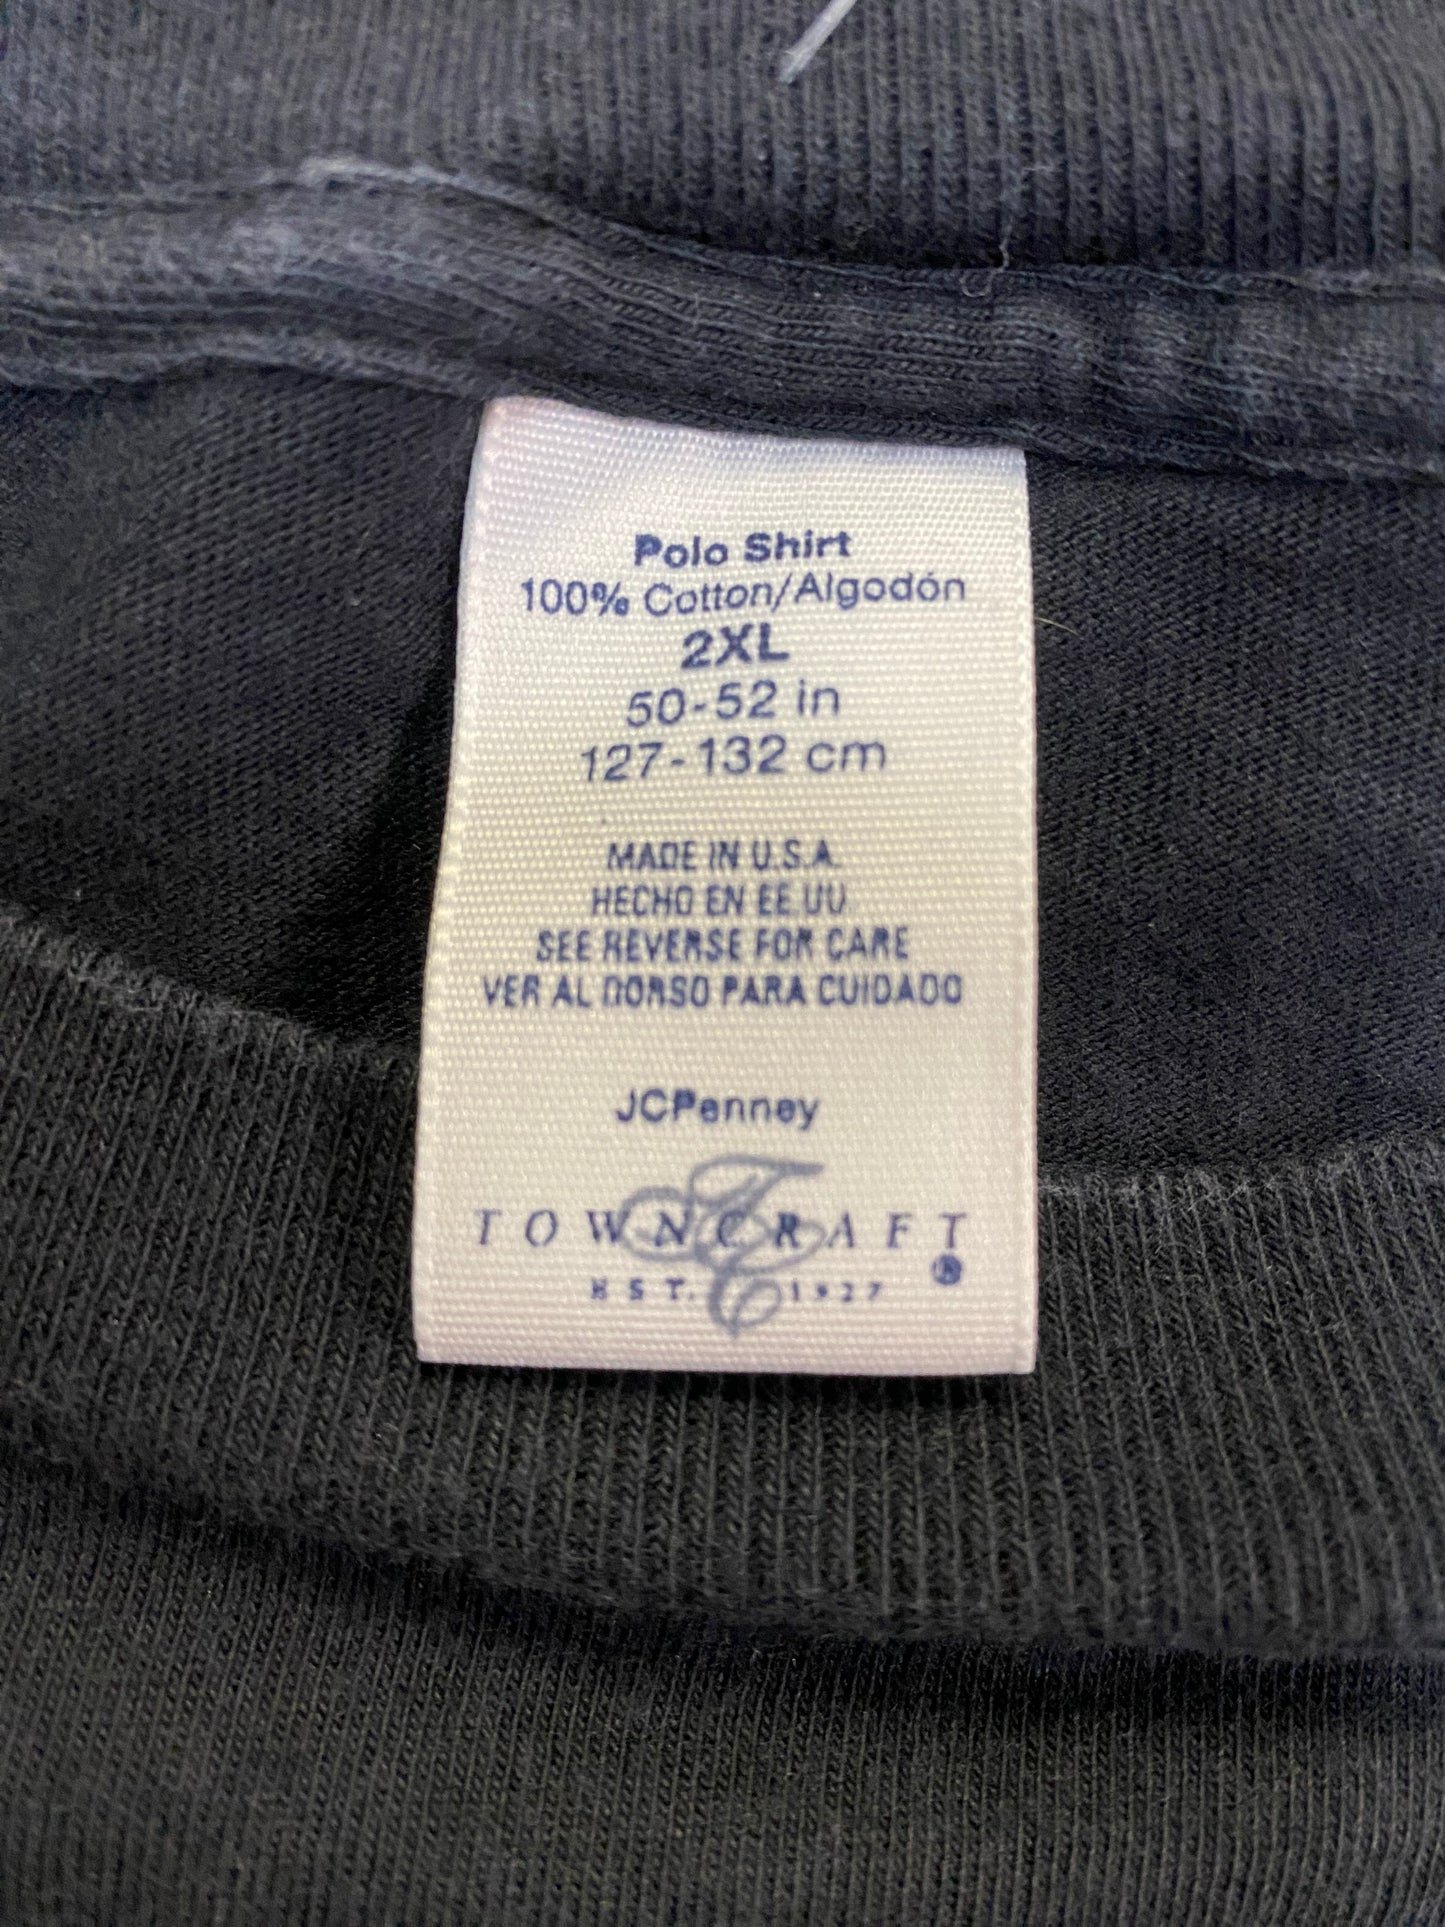 Polo Shirt
100% Cotton/Algodón
2XL
50-52 in
127-132 cm
MADE IN U.S.A.
HECHO EN EE UU
SEE REVERSE FOR CARE
VER AL DORSO PARA CUIDADO
JCPenney
TOWNCRAFT®
EST. 1927